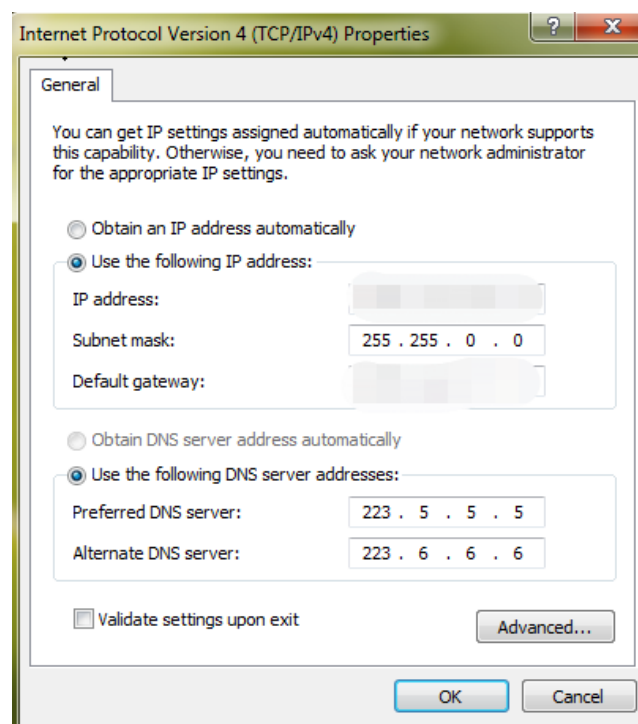 Internet Protocol Version 4 (TCP/IPv4) Properties
?
X
General
You can get IP settings assigned automatically if your network supports
this capability. Otherwise, you need to ask your network administrator
for the appropriate IP settings.
Obtain an IP address automatically
Use the following IP address:
IP address:
Subnet mask: 255 . 255 . 0 . 0
Default gateway:
Obtain DNS server address automatically
Use the following DNS server addresses:
Preferred DNS server: 223 . 5 . 5 . 5
Alternate DNS server: 223 . 6 . 6 . 6
Validate settings upon exit
Advanced...
OK Cancel